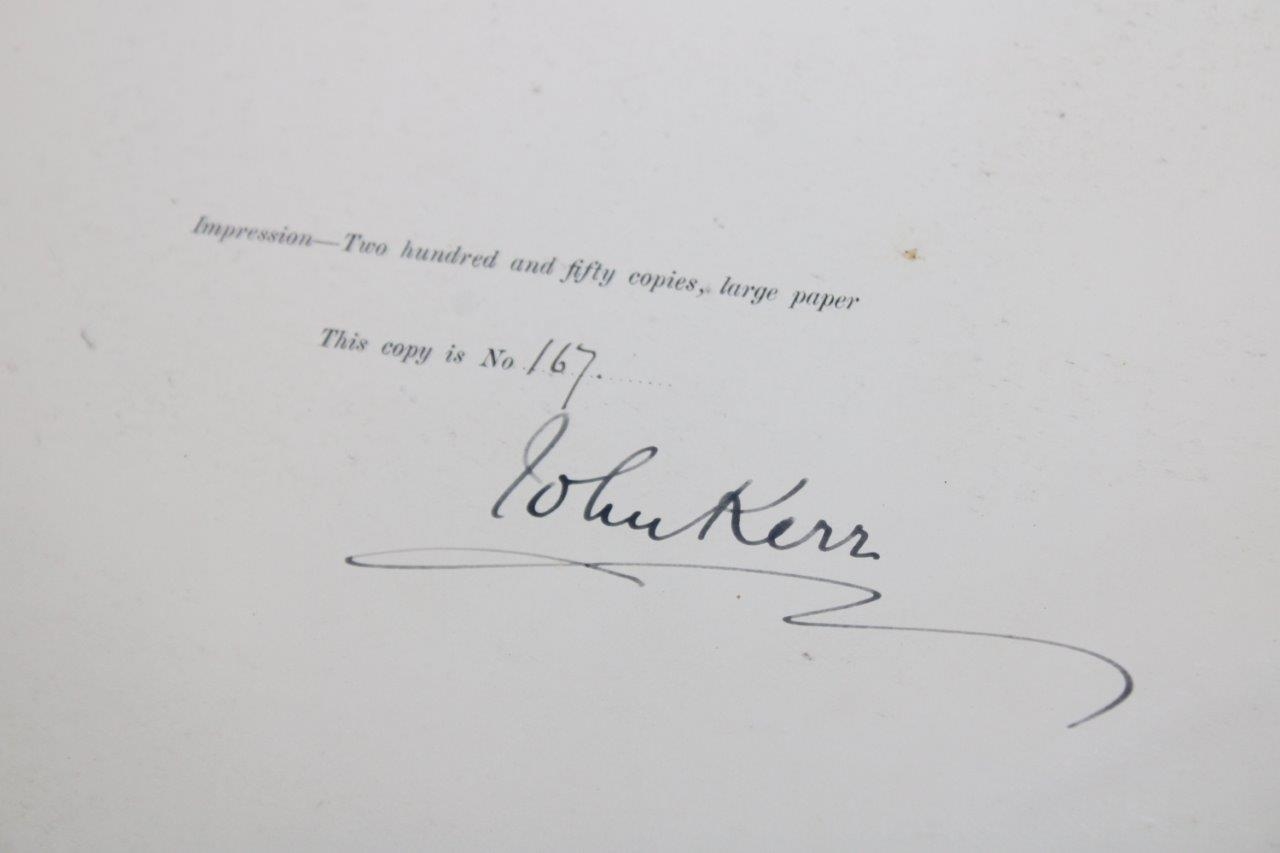 Impression—Two hundred and fifty copies, large paper
This copy is No 167.
John Kerr